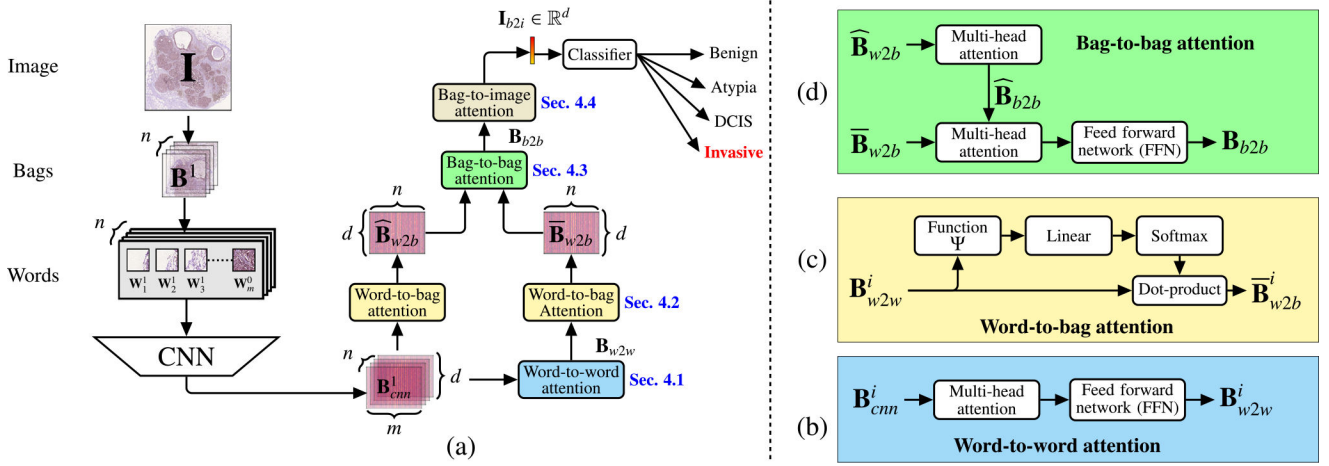 Image
I
n
Bags
B^1
n
Words
W_1^1 W_2^1 W_3^1 W_m^0
CNN
I_{b2i} ∈ ℝ^d
Classifier
Benign
Atypia
DCIS
Invasive
Bag-to-image
attention
Sec. 4.4
B_{b2b}
Bag-to-bag
attention
Sec. 4.3
n
n
d
B̂_{w2b}
B̅_{w2b}
d
Word-to-bag
attention
Word-to-bag
Attention
Sec. 4.2
B_{w2w}
n
B_{cnn}^1
d
m
Word-to-word
attention
Sec. 4.1
(a)
(d)
B̂_{w2b}
Multi-head
attention
Bag-to-bag attention
B̂_{b2b}
B̅_{w2b}
Multi-head
attention
Feed forward
network (FFN)
B_{b2b}
(c)
Function
Ψ
Linear
Softmax
B_{w2w}^i
Dot-product
B̅_{w2b}^i
Word-to-bag attention
(b)
B_{cnn}^i
Multi-head
attention
Feed forward
network (FFN)
B_{w2w}^i
Word-to-word attention